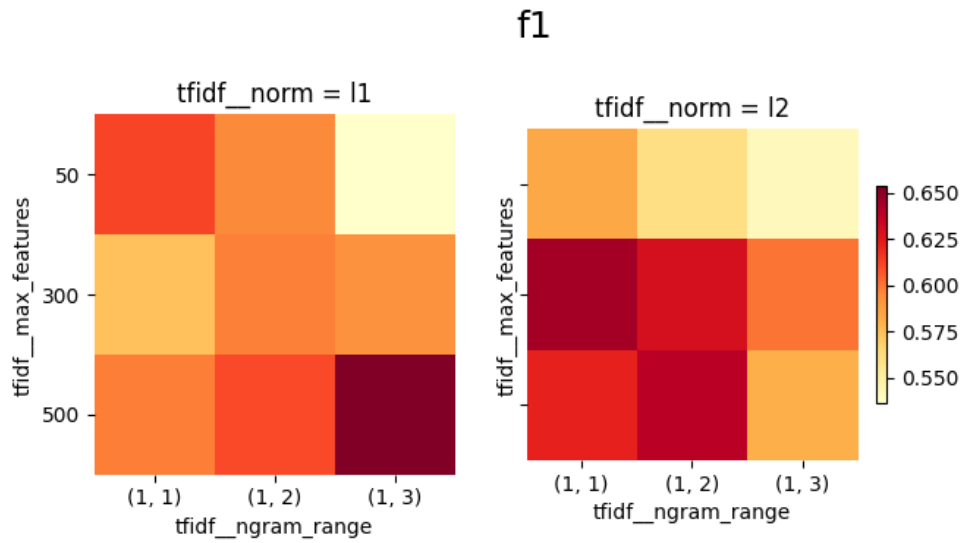 f1
tfidf__norm = l1
tfidf__max_features
50
300
500
(1, 1) (1, 2) (1, 3)
tfidf__ngram_range
tfidf__norm = l2
tfidf__max_features
(1, 1) (1, 2) (1, 3)
tfidf__ngram_range
0.650
0.625
0.600
0.575
0.550